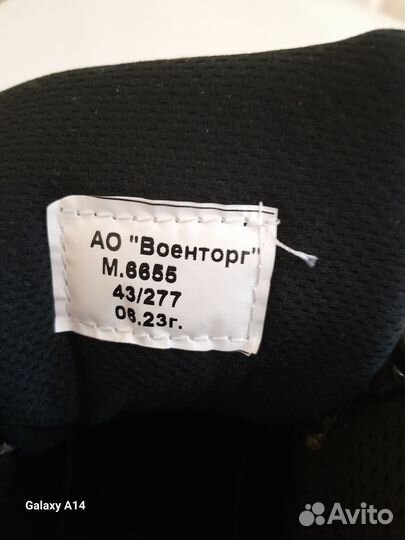 АО "Военторг"
М.6655
43/277
06.23г.
Galaxy A14
Avito